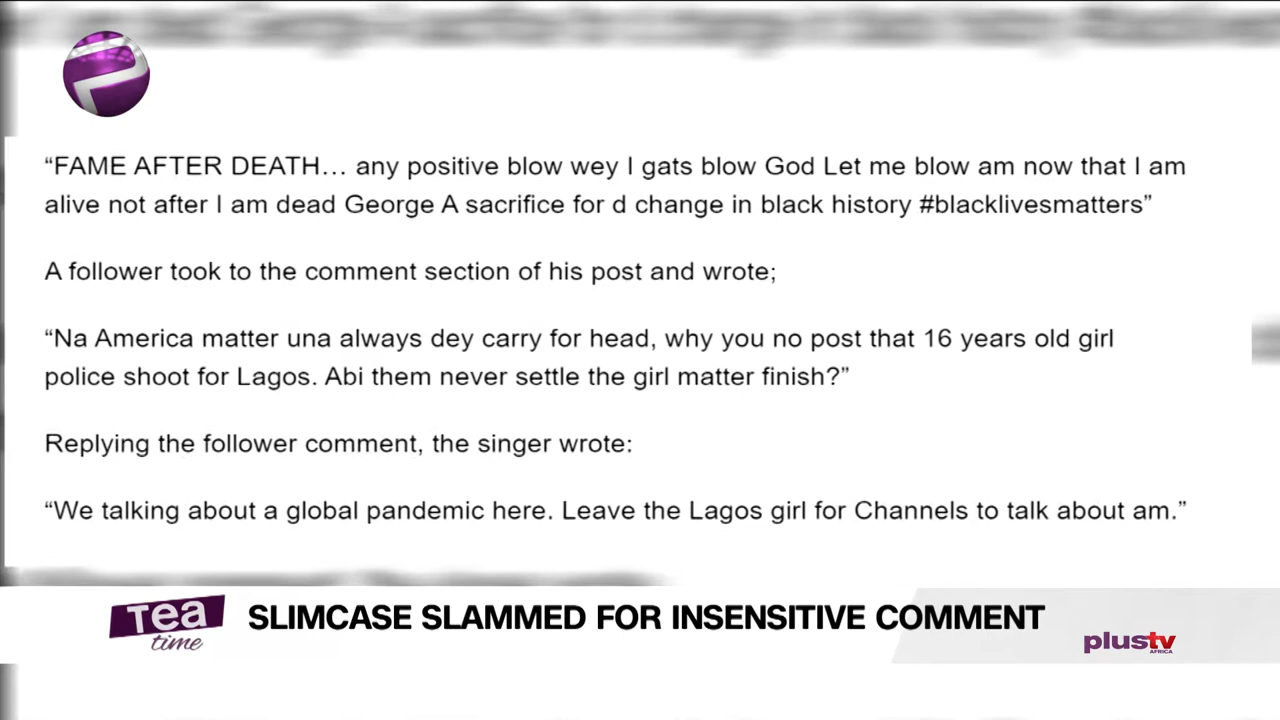 “FAME AFTER DEATH… any positive blow wey I gats blow God Let me blow am now that I am
alive not after I am dead George A sacrifice for d change in black history #blacklivesmatters”
A follower took to the comment section of his post and wrote;
“Na America matter una always dey carry for head, why you no post that 16 years old girl
police shoot for Lagos. Abi them never settle the girl matter finish?”
Replying the follower comment, the singer wrote:
“We talking about a global pandemic here. Leave the Lagos girl for Channels to talk about am.”
Tea
time
SLIMCASE SLAMMED FOR INSENSITIVE COMMENT
plustv
AFRICA